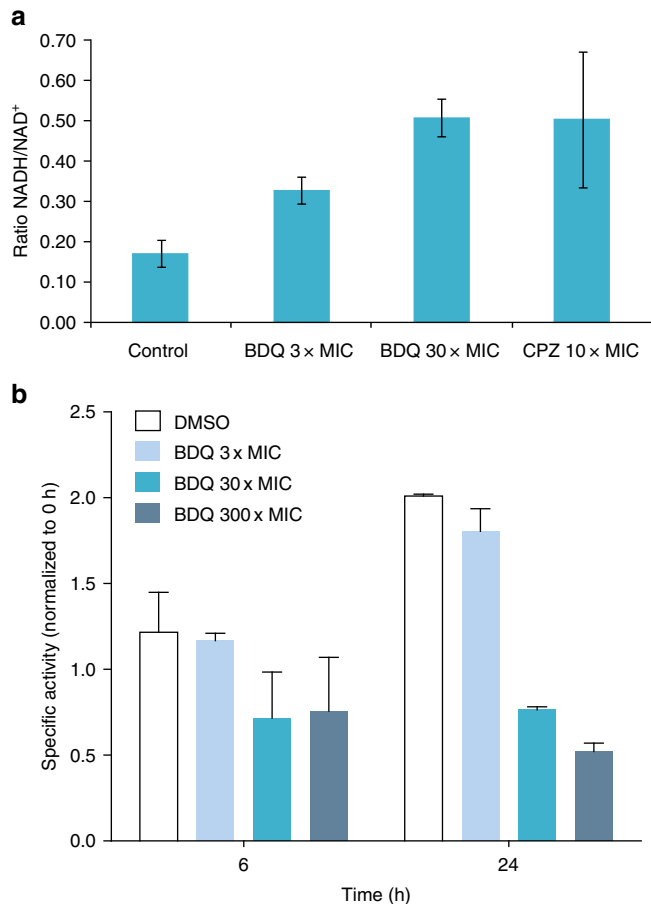 a
Ratio NADH/NAD⁺
0.70
0.60
0.50
0.40
0.30
0.20
0.10
0.00
Control
BDQ 3 × MIC
BDQ 30 × MIC
CPZ 10 × MIC
b
Specific activity (normalized to 0 h)
2.5
2.0
1.5
1.0
0.5
0.0
DMSO
BDQ 3 x MIC
BDQ 30 x MIC
BDQ 300 x MIC
6
24
Time (h)